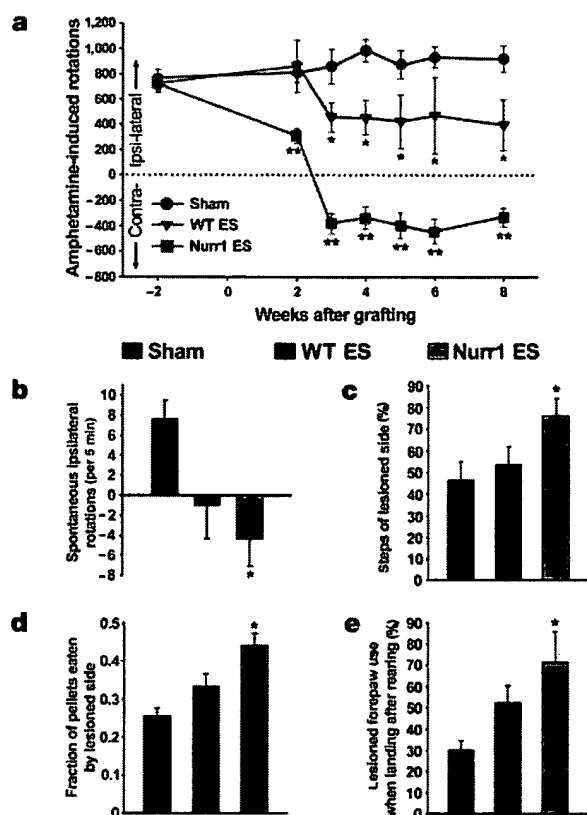 a
Amphetamine-induced rotations
Ipsi-lateral
Contra-
1,000
800
600
400
200
0
−200
−400
−600
−800
** * * * * *
** ** ** ** **
Sham
WT ES
Nurr1 ES
−2 0 2 4 6 8
Weeks after grafting
Sham WT ES Nurr1 ES
b
Spontaneous ipsilateral
rotations (per 5 min)
10
8
6
4
2
0
−2
−4
−6
−8
*
c
Steps of lesioned side (%)
90
80
70
60
50
40
30
20
10
0
*
d
Fraction of pellets eaten
by lesioned side
0.5
0.4
0.3
0.2
0.1
0
*
e
Lesioned forepaw use
when landing after rearing (%)
90
80
70
60
50
40
30
20
10
0
*